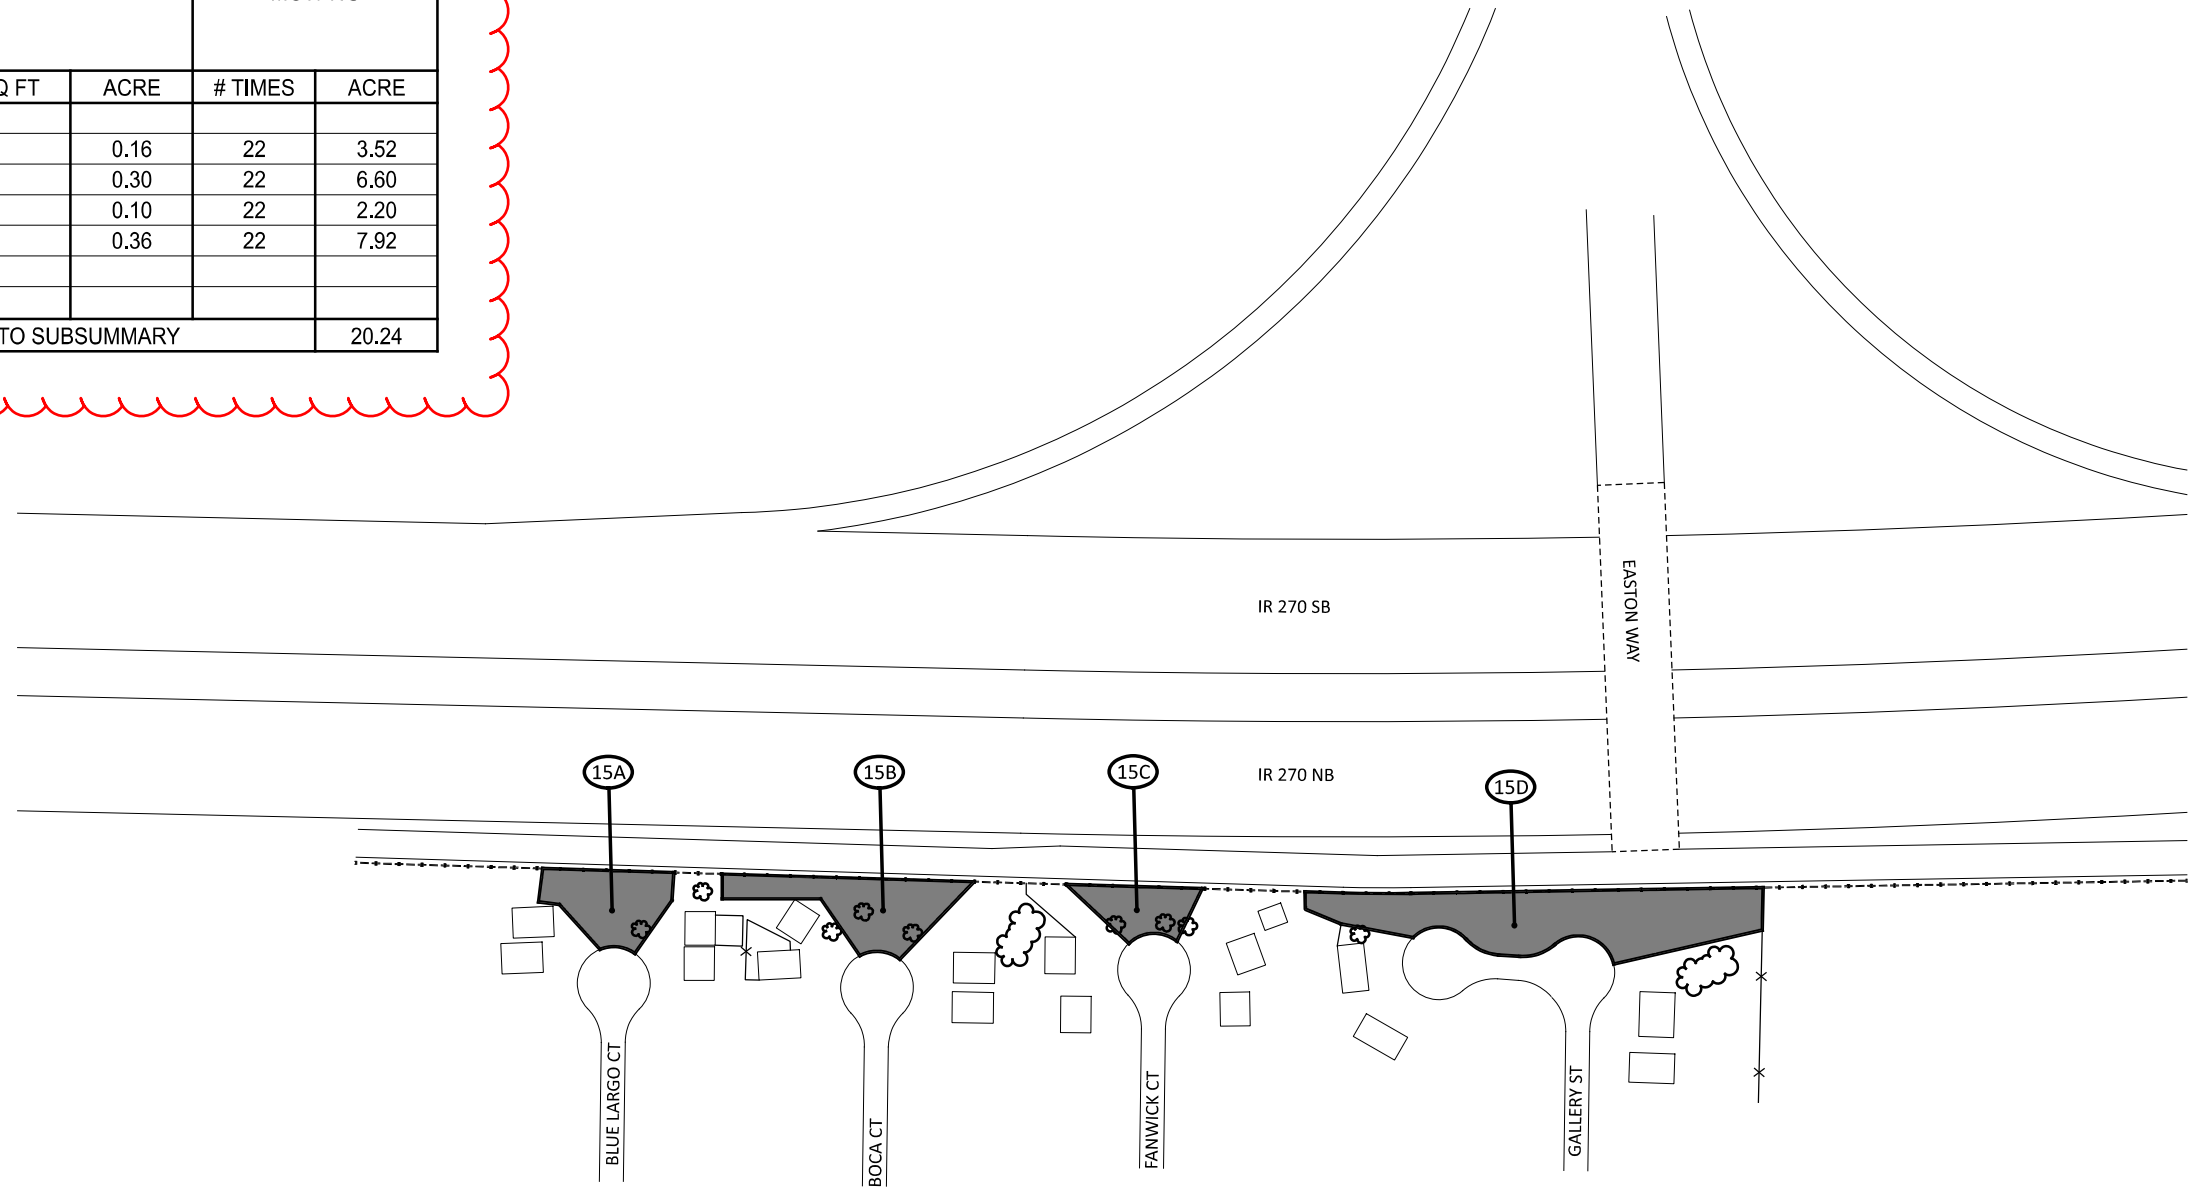 Q FT ACRE # TIMES ACRE
0.16 22 3.52
0.30 22 6.60
0.10 22 2.20
0.36 22 7.92
TO SUBSUMMARY 20.24
EASTON WAY
IR 270 SB
IR 270 NB
15A
15B
15C
15D
BLUE LARGO CT
BOCA CT
FANWICK CT
GALLERY ST